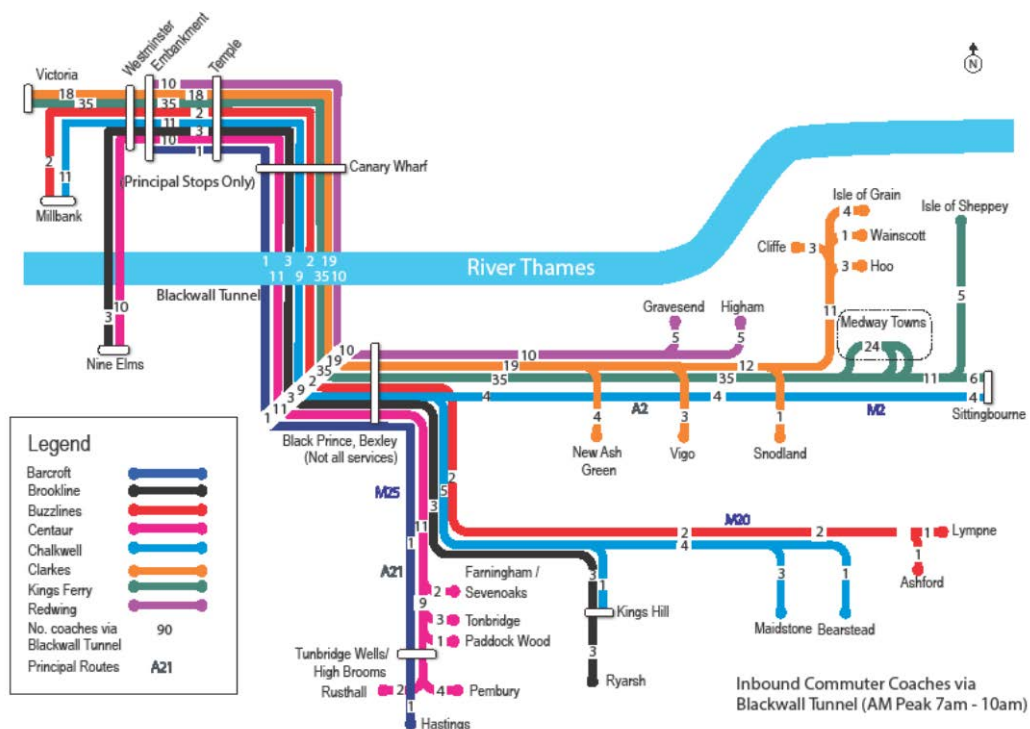 Westminster
Embankment
Temple
N
Victoria
10
18
18
35
35
2
11
3
10
1
2
11
(Principal Stops Only)
Canary Wharf
Millbank
Isle of Grain
4
Isle of Sheppey
1
Wainscott
Cliffe
3
3
Hoo
River Thames
1 3 2 19
11 9 35 10
Blackwall Tunnel
3
10
Nine Elms
Gravesend
Higham
5
5
11
5
Medway Towns
24
10
10
19
19
12
35
35
35
11
6
2
9
3
11
1
4
4
4
A2
M2
Sittingbourne
Black Prince, Bexley
(Not all services)
4
3
1
New Ash
Green
Vigo
Snodland
M25
2
5
3
11
M20
2
2
1
Lympne
4
1
Ashford
1
A21
9
2
Farningham /
Sevenoaks
3
Tonbridge
1
Paddock Wood
3
1
Kings Hill
3
1
Maidstone
Bearstead
3
Ryarsh
Tunbridge Wells/
High Brooms
Rusthall
2
4
Pembury
1
Hastings
Legend
Barcroft
Brookline
Buzzlines
Centaur
Chalkwell
Clarkes
Kings Ferry
Redwing
No. coaches via 90
Blackwall Tunnel
Principal Routes A21
Inbound Commuter Coaches via
Blackwall Tunnel (AM Peak 7am - 10am)